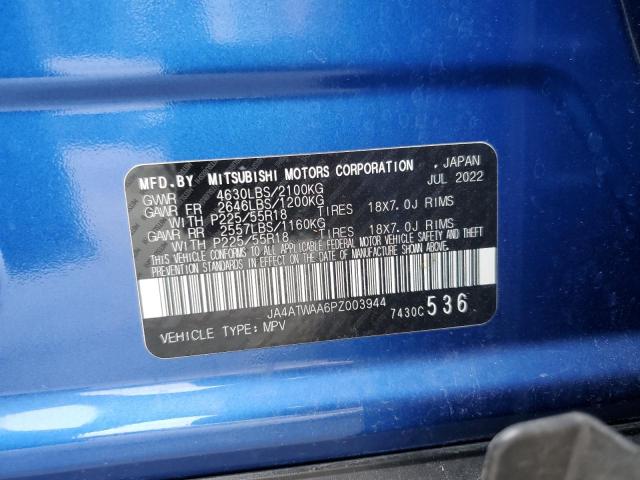 MFD.BY MITSUBISHI MOTORS CORPORATION , JAPAN
GVWR 4630LBS/2100KG JUL 2022
GAWR FR 2646LBS/1200KG
WITH P225/55R18 TIRES 18X7.0J RIMS
GAWR RR 2557LBS/1160KG
WITH P225/55R18 TIRES 18X7.0J RIMS
THIS VEHICLE CONFORMS TO ALL APPLICABLE FEDERAL MOTOR VEHICLE SAFETY AND THEFT
PREVENTION STANDARDS IN EFFECT ON THE DATE OF MANUFACTURE SHOWN ABOVE.
JA4ATWAA6PZ003944
7430C 536
VEHICLE TYPE: MPV